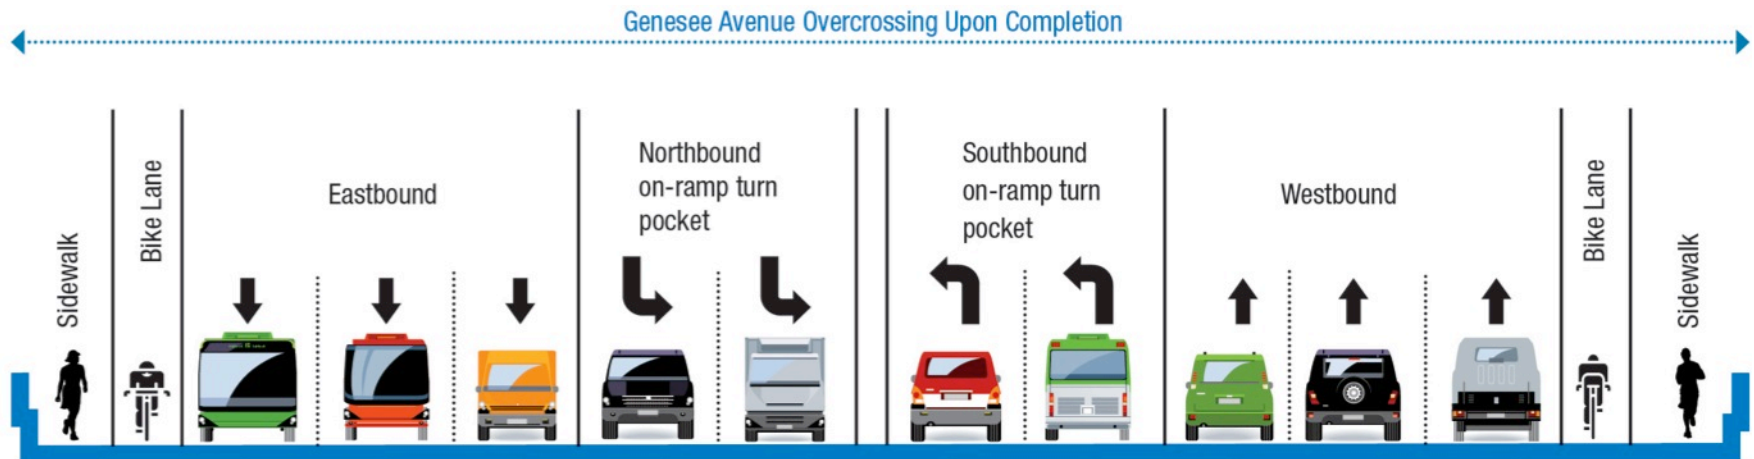 Genesee Avenue Overcrossing Upon Completion
Sidewalk
Bike Lane
Eastbound
Northbound
on-ramp turn
pocket
Southbound
on-ramp turn
pocket
Westbound
Bike Lane
Sidewalk